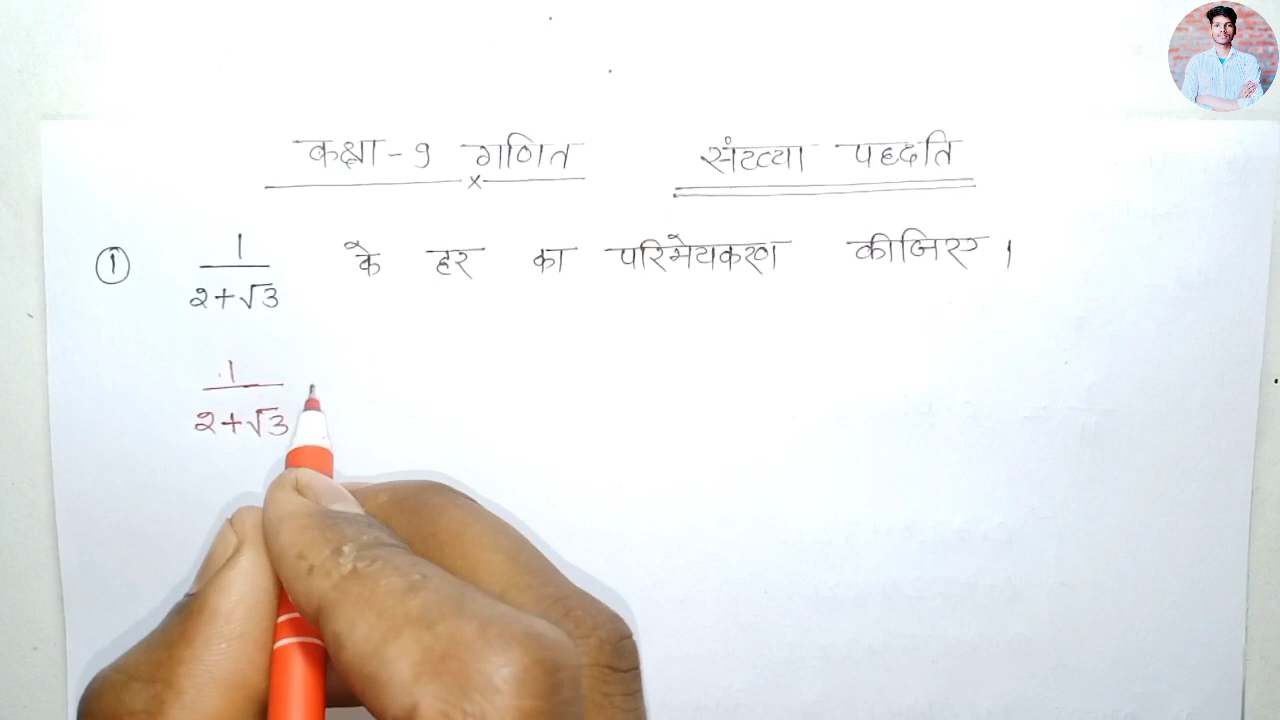 कक्षा - 9 गणित संख्या पद्धति
① 1/(2+√3) के हर का परिमेयकरण कीजिए ।
1/(2+√3)